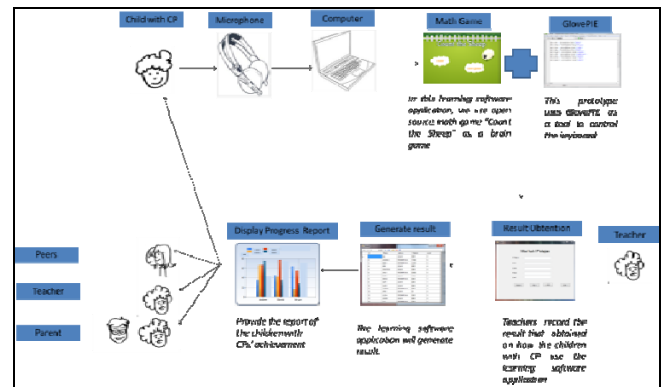 Child with CP
Microphone
Computer
Math Game
GlovePIE
In this learning software
application, we use open
source math game "Count
the Sheep" as a brain
game
This prototype
uses GlovePIE as
a tool to control
the keyboard
Display Progress Report
Generate result
Result Obtention
Teacher
Peers
Teacher
Parent
Provide the report of
the children with
CPs' achievement
The learning software
application will generate
result.
Teachers record the
result that obtained
on how the children
with CP use the
learning software
application